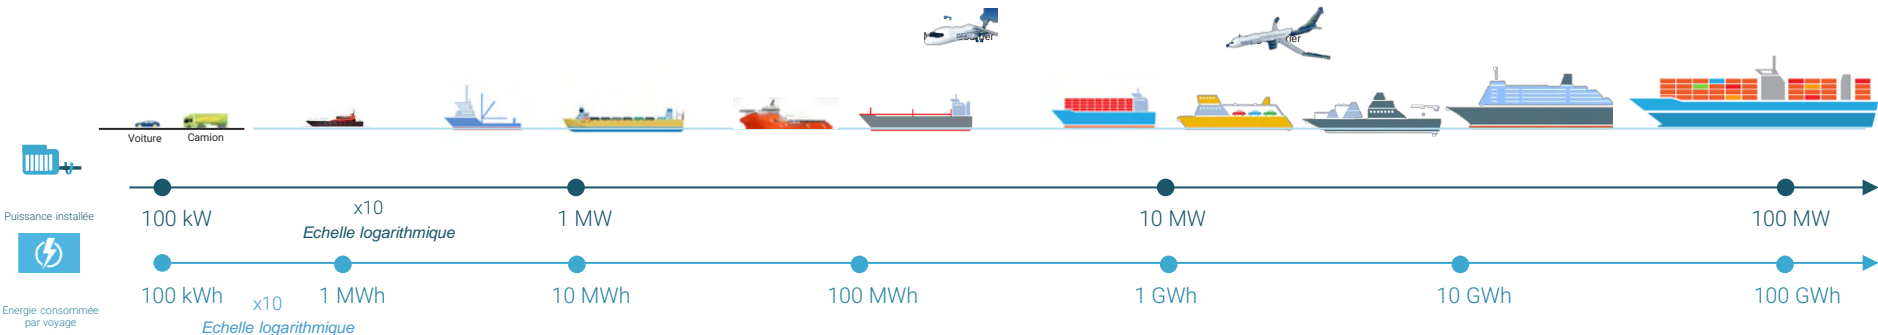 Voiture
Camion
Puissance installée
100 kW
x10
Echelle logarithmique
1 MW
10 MW
100 MW
Energie consommée
par voyage
100 kWh
x10
Echelle logarithmique
1 MWh
10 MWh
100 MWh
1 GWh
10 GWh
100 GWh